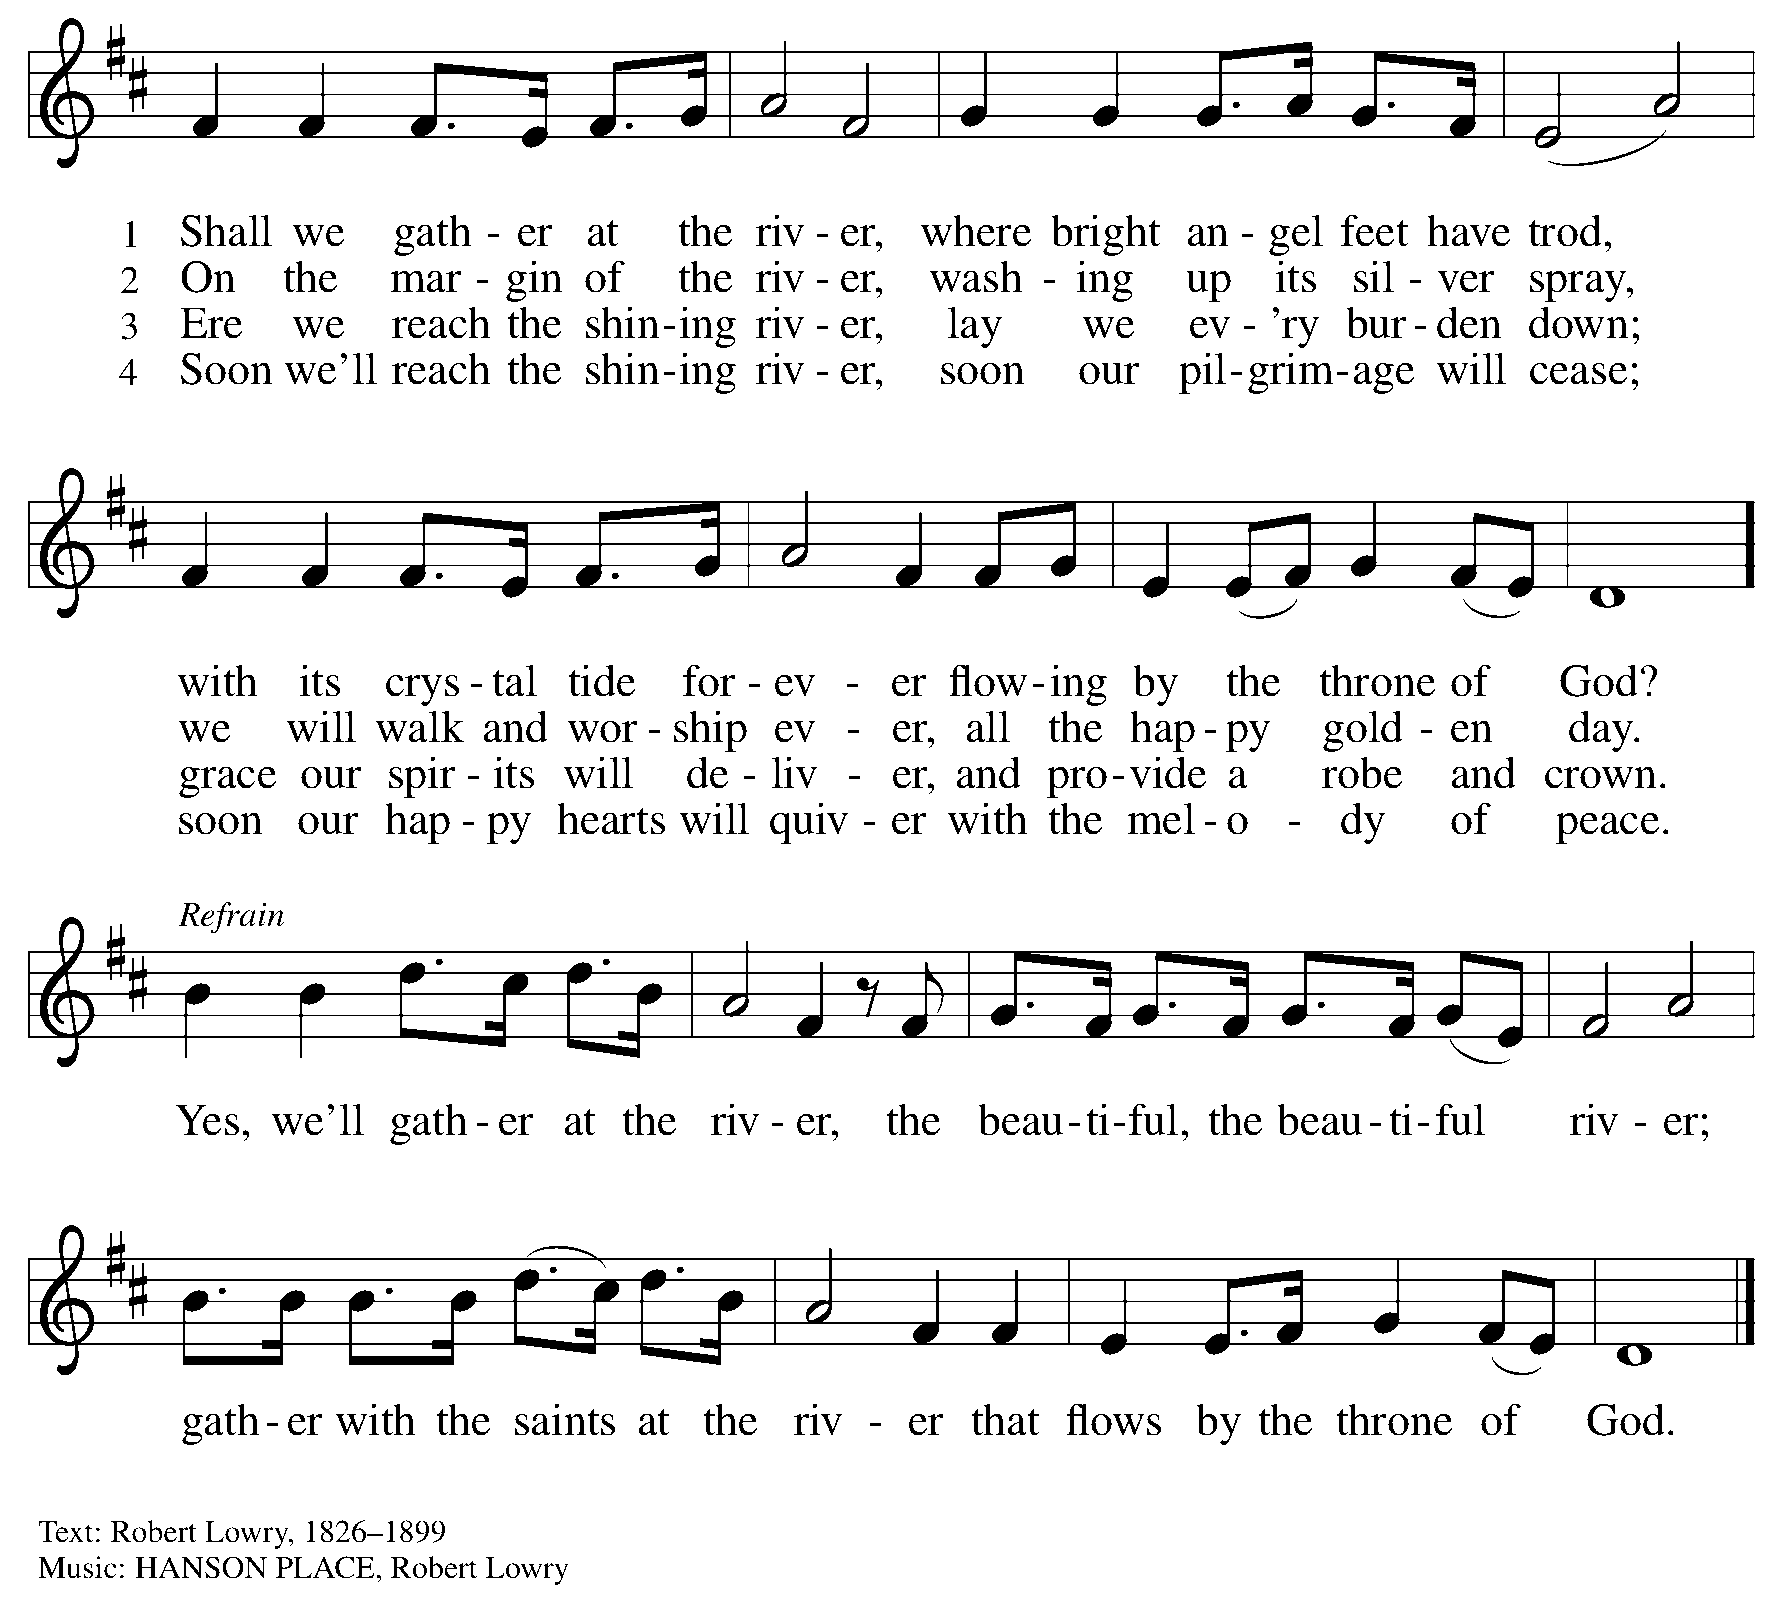 1 Shall we gath - er at the riv - er, where bright an - gel feet have trod,
2 On the mar - gin of the riv - er, wash - ing up its sil - ver spray,
3 Ere we reach the shin-ing riv - er, lay we ev - 'ry bur - den down;
4 Soon we'll reach the shin-ing riv - er, soon our pil-grim-age will cease;
with its crys - tal tide for - ev - er flow-ing by the throne of God?
we will walk and wor - ship ev - er, all the hap - py gold - en day.
grace our spir - its will de - liv - er, and pro-vide a robe and crown.
soon our hap - py hearts will quiv - er with the mel - o - dy of peace.
Refrain
Yes, we'll gath - er at the riv - er, the beau-ti-ful, the beau-ti-ful riv - er;
gath - er with the saints at the riv - er that flows by the throne of God.
Text: Robert Lowry, 1826–1899
Music: HANSON PLACE, Robert Lowry